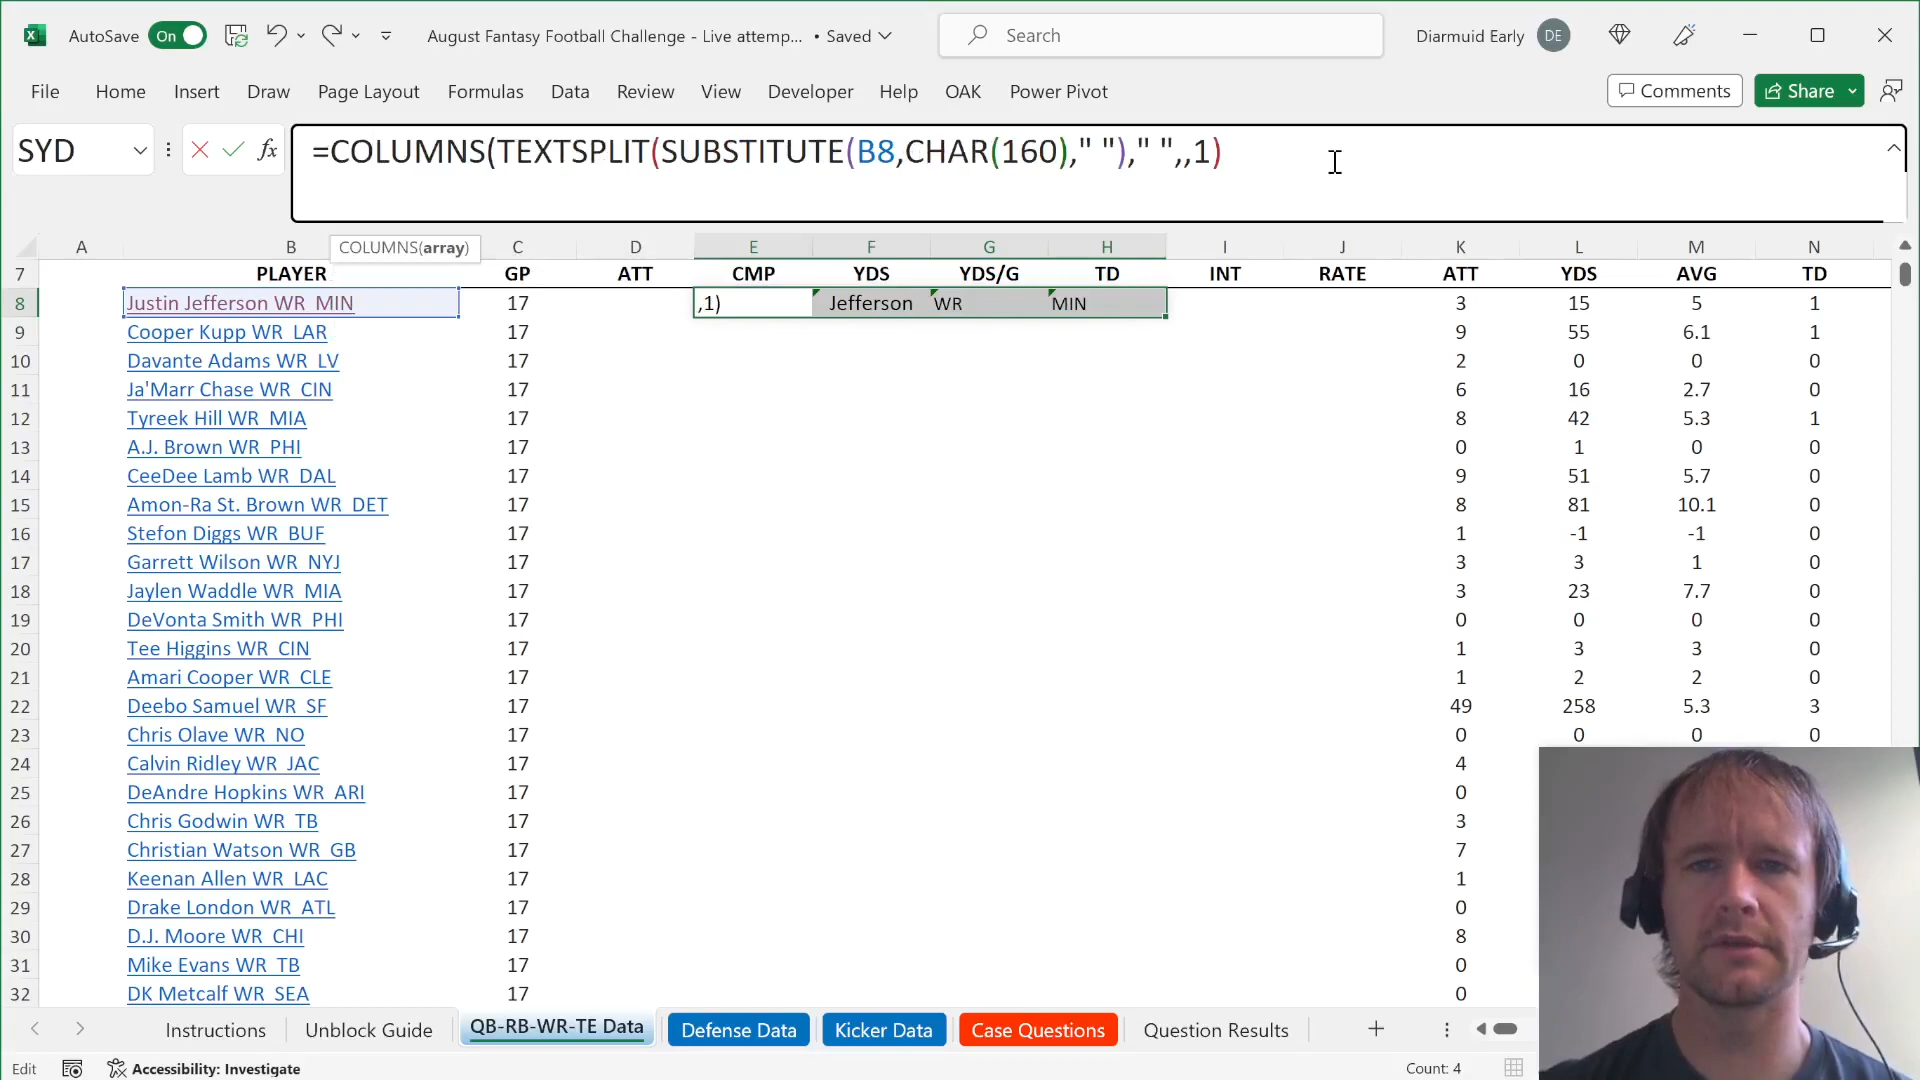 AutoSave On August Fantasy Football Challenge - Live attemp... • Saved Search Diarmuid Early DE
File Home Insert Draw Page Layout Formulas Data Review View Developer Help OAK Power Pivot Comments Share
SYD fx =COLUMNS(TEXTSPLIT(SUBSTITUTE(B8,CHAR(160)," ")," ",,1)
COLUMNS(array)
A B C D E F G H I J K L M N
7 PLAYER GP ATT CMP YDS YDS/G TD INT RATE ATT YDS AVG TD
8 Justin Jefferson WR MIN 17 ,1) Jefferson WR MIN 3 15 5 1
9 Cooper Kupp WR LAR 17 9 55 6.1 1
10 Davante Adams WR LV 17 2 0 0 0
11 Ja'Marr Chase WR CIN 17 6 16 2.7 0
12 Tyreek Hill WR MIA 17 8 42 5.3 1
13 A.J. Brown WR PHI 17 0 1 0 0
14 CeeDee Lamb WR DAL 17 9 51 5.7 0
15 Amon-Ra St. Brown WR DET 17 8 81 10.1 0
16 Stefon Diggs WR BUF 17 1 -1 -1 0
17 Garrett Wilson WR NYJ 17 3 3 1 0
18 Jaylen Waddle WR MIA 17 3 23 7.7 0
19 DeVonta Smith WR PHI 17 0 0 0 0
20 Tee Higgins WR CIN 17 1 3 3 0
21 Amari Cooper WR CLE 17 1 2 2 0
22 Deebo Samuel WR SF 17 49 258 5.3 3
23 Chris Olave WR NO 17 0 0 0 0
24 Calvin Ridley WR JAC 17 4
25 DeAndre Hopkins WR ARI 17 0
26 Chris Godwin WR TB 17 3
27 Christian Watson WR GB 17 7
28 Keenan Allen WR LAC 17 1
29 Drake London WR ATL 17 0
30 D.J. Moore WR CHI 17 8
31 Mike Evans WR TB 17 0
32 DK Metcalf WR SEA 17 0
Instructions Unblock Guide QB-RB-WR-TE Data Defense Data Kicker Data Case Questions Question Results
Edit Accessibility: Investigate Count: 4